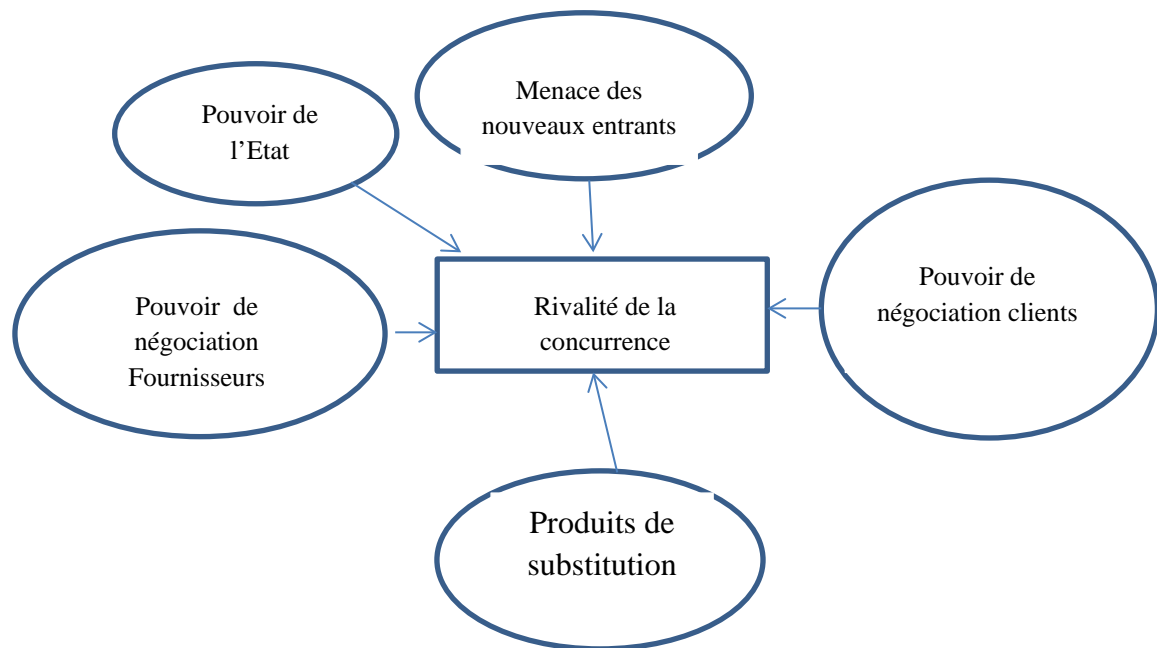 Menace des
nouveaux entrants
Pouvoir de
l’Etat
Pouvoir de
négociation clients
Pouvoir de
négociation
Fournisseurs
Rivalité de la
concurrence
Produits de
substitution